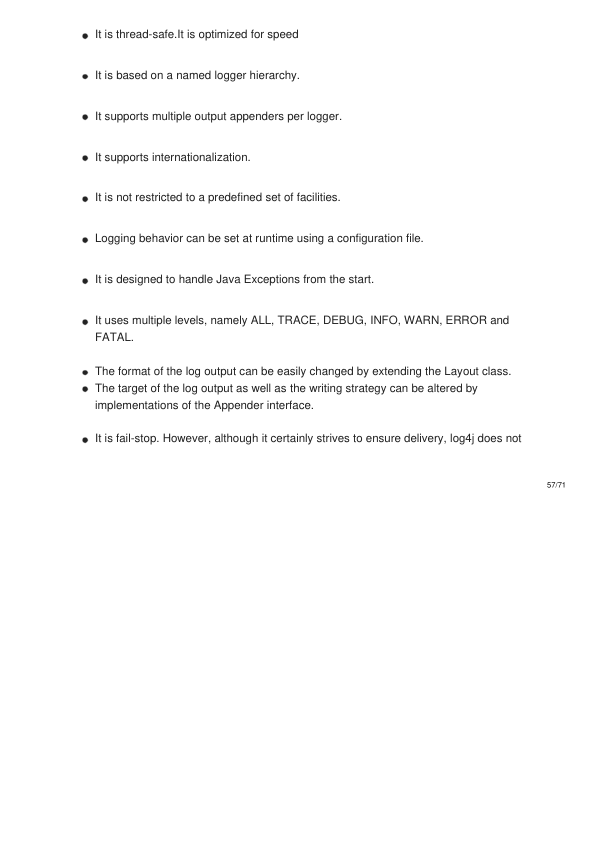 ● It is thread-safe.It is optimized for speed
● It is based on a named logger hierarchy.
● It supports multiple output appenders per logger.
● It supports internationalization.
● It is not restricted to a predefined set of facilities.
● Logging behavior can be set at runtime using a configuration file.
● It is designed to handle Java Exceptions from the start.
● It uses multiple levels, namely ALL, TRACE, DEBUG, INFO, WARN, ERROR and
FATAL.
● The format of the log output can be easily changed by extending the Layout class.
● The target of the log output as well as the writing strategy can be altered by
implementations of the Appender interface.
● It is fail-stop. However, although it certainly strives to ensure delivery, log4j does not
57/71